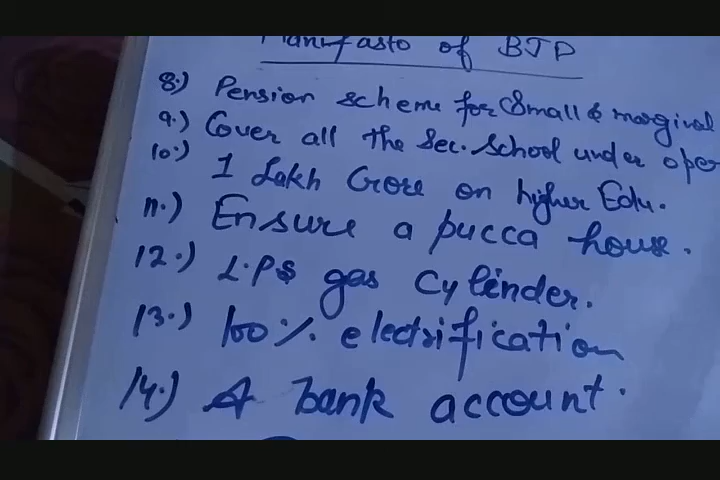 Manifasto of BJP
8.) Pension scheme for Small & marginal
9.) Cover all the Sec. School under oper
10.) 1 Lakh Crore on higher Edu.
11.) Ensure a pucca house.
12.) L.P.G gas cylinder.
13.) 100% electrification
14.) A bank account.